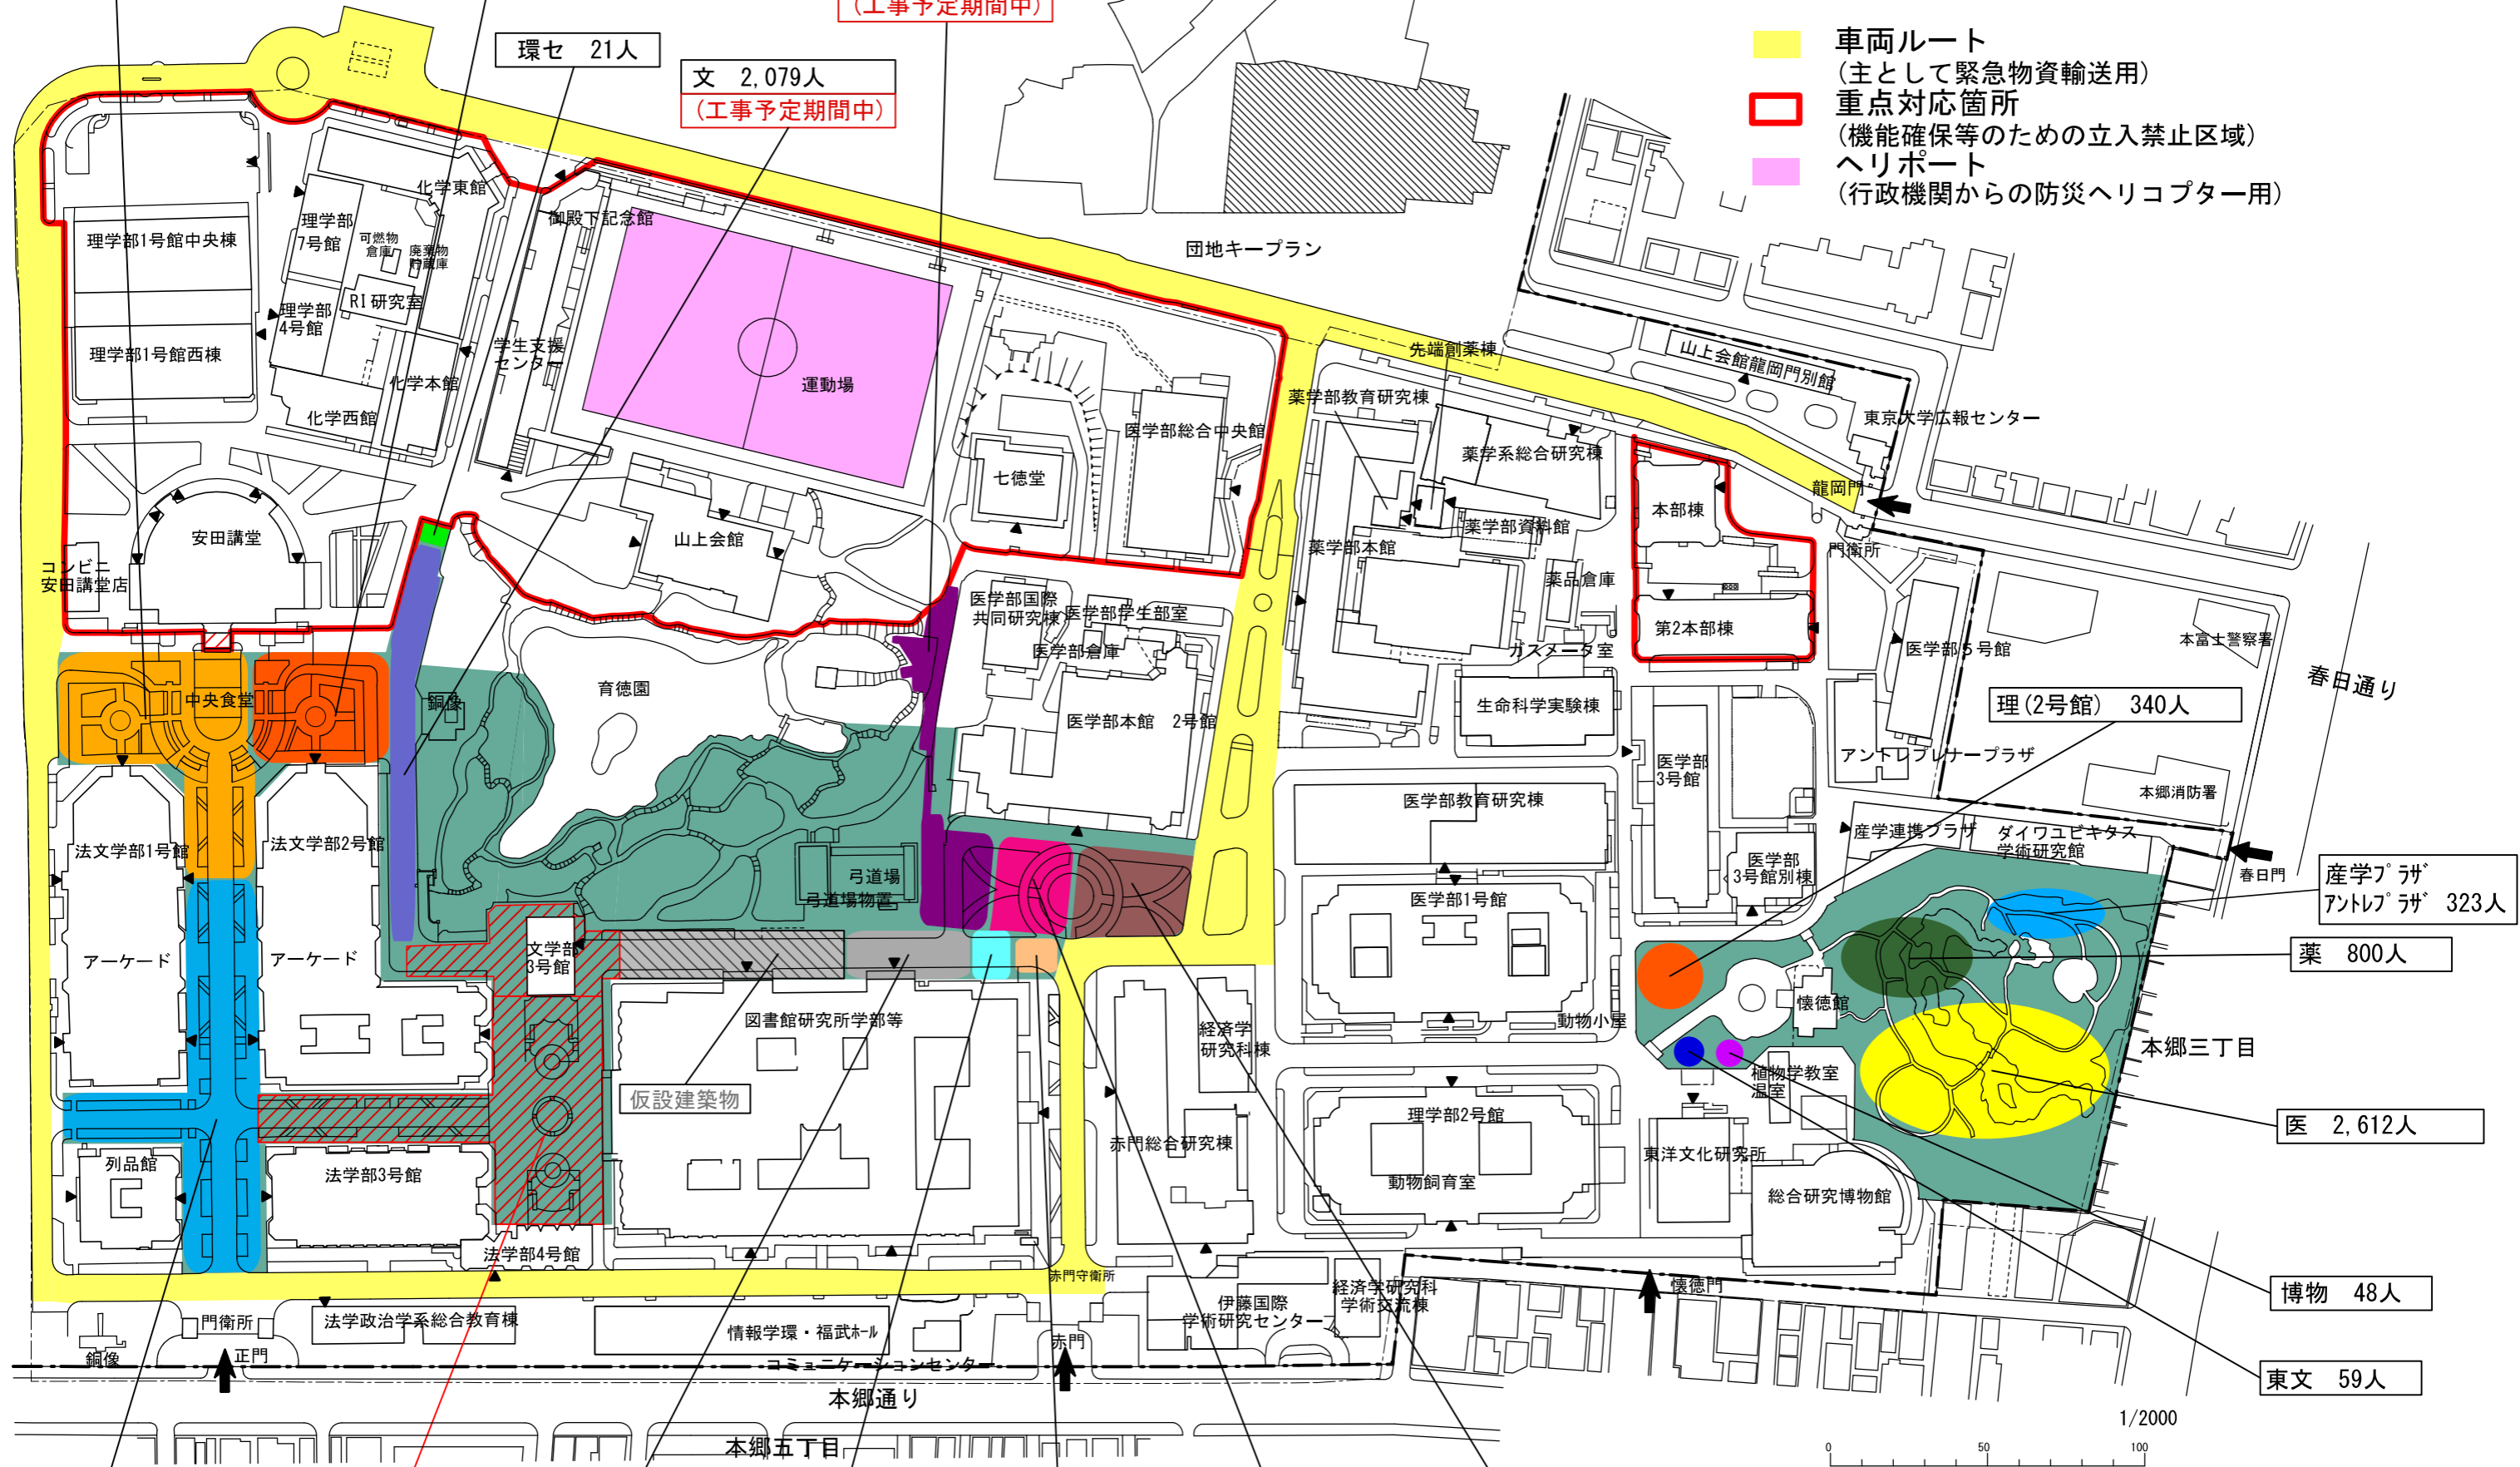 (工事予定期間中)
環セ 21人
文 2,079人
(工事予定期間中)
車両ルート
(主として緊急物資輸送用)
重点対応箇所
(機能確保等のための立入禁止区域)
ヘリポート
(行政機関からの防災ヘリコプター用)
化学東館
理学部
7号館
可燃物
倉庫
廃棄物
貯蔵庫
御殿下記念館
理学部1号館中央棟
団地キープラン
RI研究室
理学部
4号館
理学部1号館西棟
学生支援
センター
化学本館
化学西館
運動場
先端創薬棟
山上会館龍岡門別館
薬学部教育研究棟
東京大学広報センター
医学部総合中央館
薬学系総合研究棟
七徳堂
龍岡門
本部棟
安田講堂
山上会館
薬学部資料館
薬学部本館
門衛所
コンビニ
安田講堂店
薬品倉庫
医学部国際
共同研究棟
医学部学生部室
医学部倉庫
第2本部棟
ガスメータ室
医学部5号館
本富士警察署
春日通り
中央食堂
銅像
育徳園
医学部本館 2号館
生命科学実験棟
理(2号館) 340人
アントレプレナープラザ
医学部
3号館
医学部教育研究棟
本郷消防署
産学連携プラザ
ダイワユビキタス
学術研究館
法文学部1号館
法文学部2号館
医学部
3号館別棟
弓道場
弓道場物置
医学部1号館
春日門
産学プラザ
アントレプラザ 323人
アーケード
アーケード
文学部
3号館
薬 800人
懐徳館
図書館研究所学部等
経済学
研究科棟
動物小屋
本郷三丁目
植物学教室
温室
仮設建築物
理学部2号館
医 2,612人
赤門総合研究棟
東洋文化研究所
列品館
法学部3号館
動物飼育室
総合研究博物館
法学部4号館
赤門守衛所
経済学研究科
学術交流棟
懐徳門
博物 48人
伊藤国際
学術研究センター
門衛所
法学政治学系総合教育棟
情報学環・福武ホール
銅像
正門
赤門
コミュニケーションセンター
東文 59人
本郷通り
1/2000
本郷五丁目
0 50 100